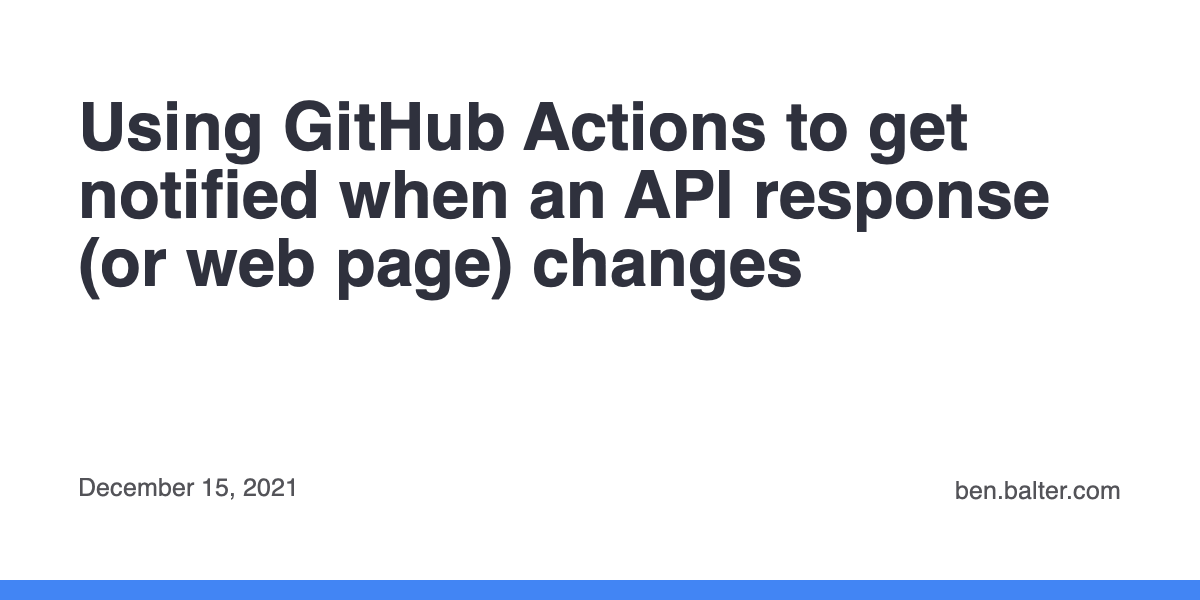 Using GitHub Actions to get
notified when an API response
(or web page) changes
December 15, 2021
ben.balter.com